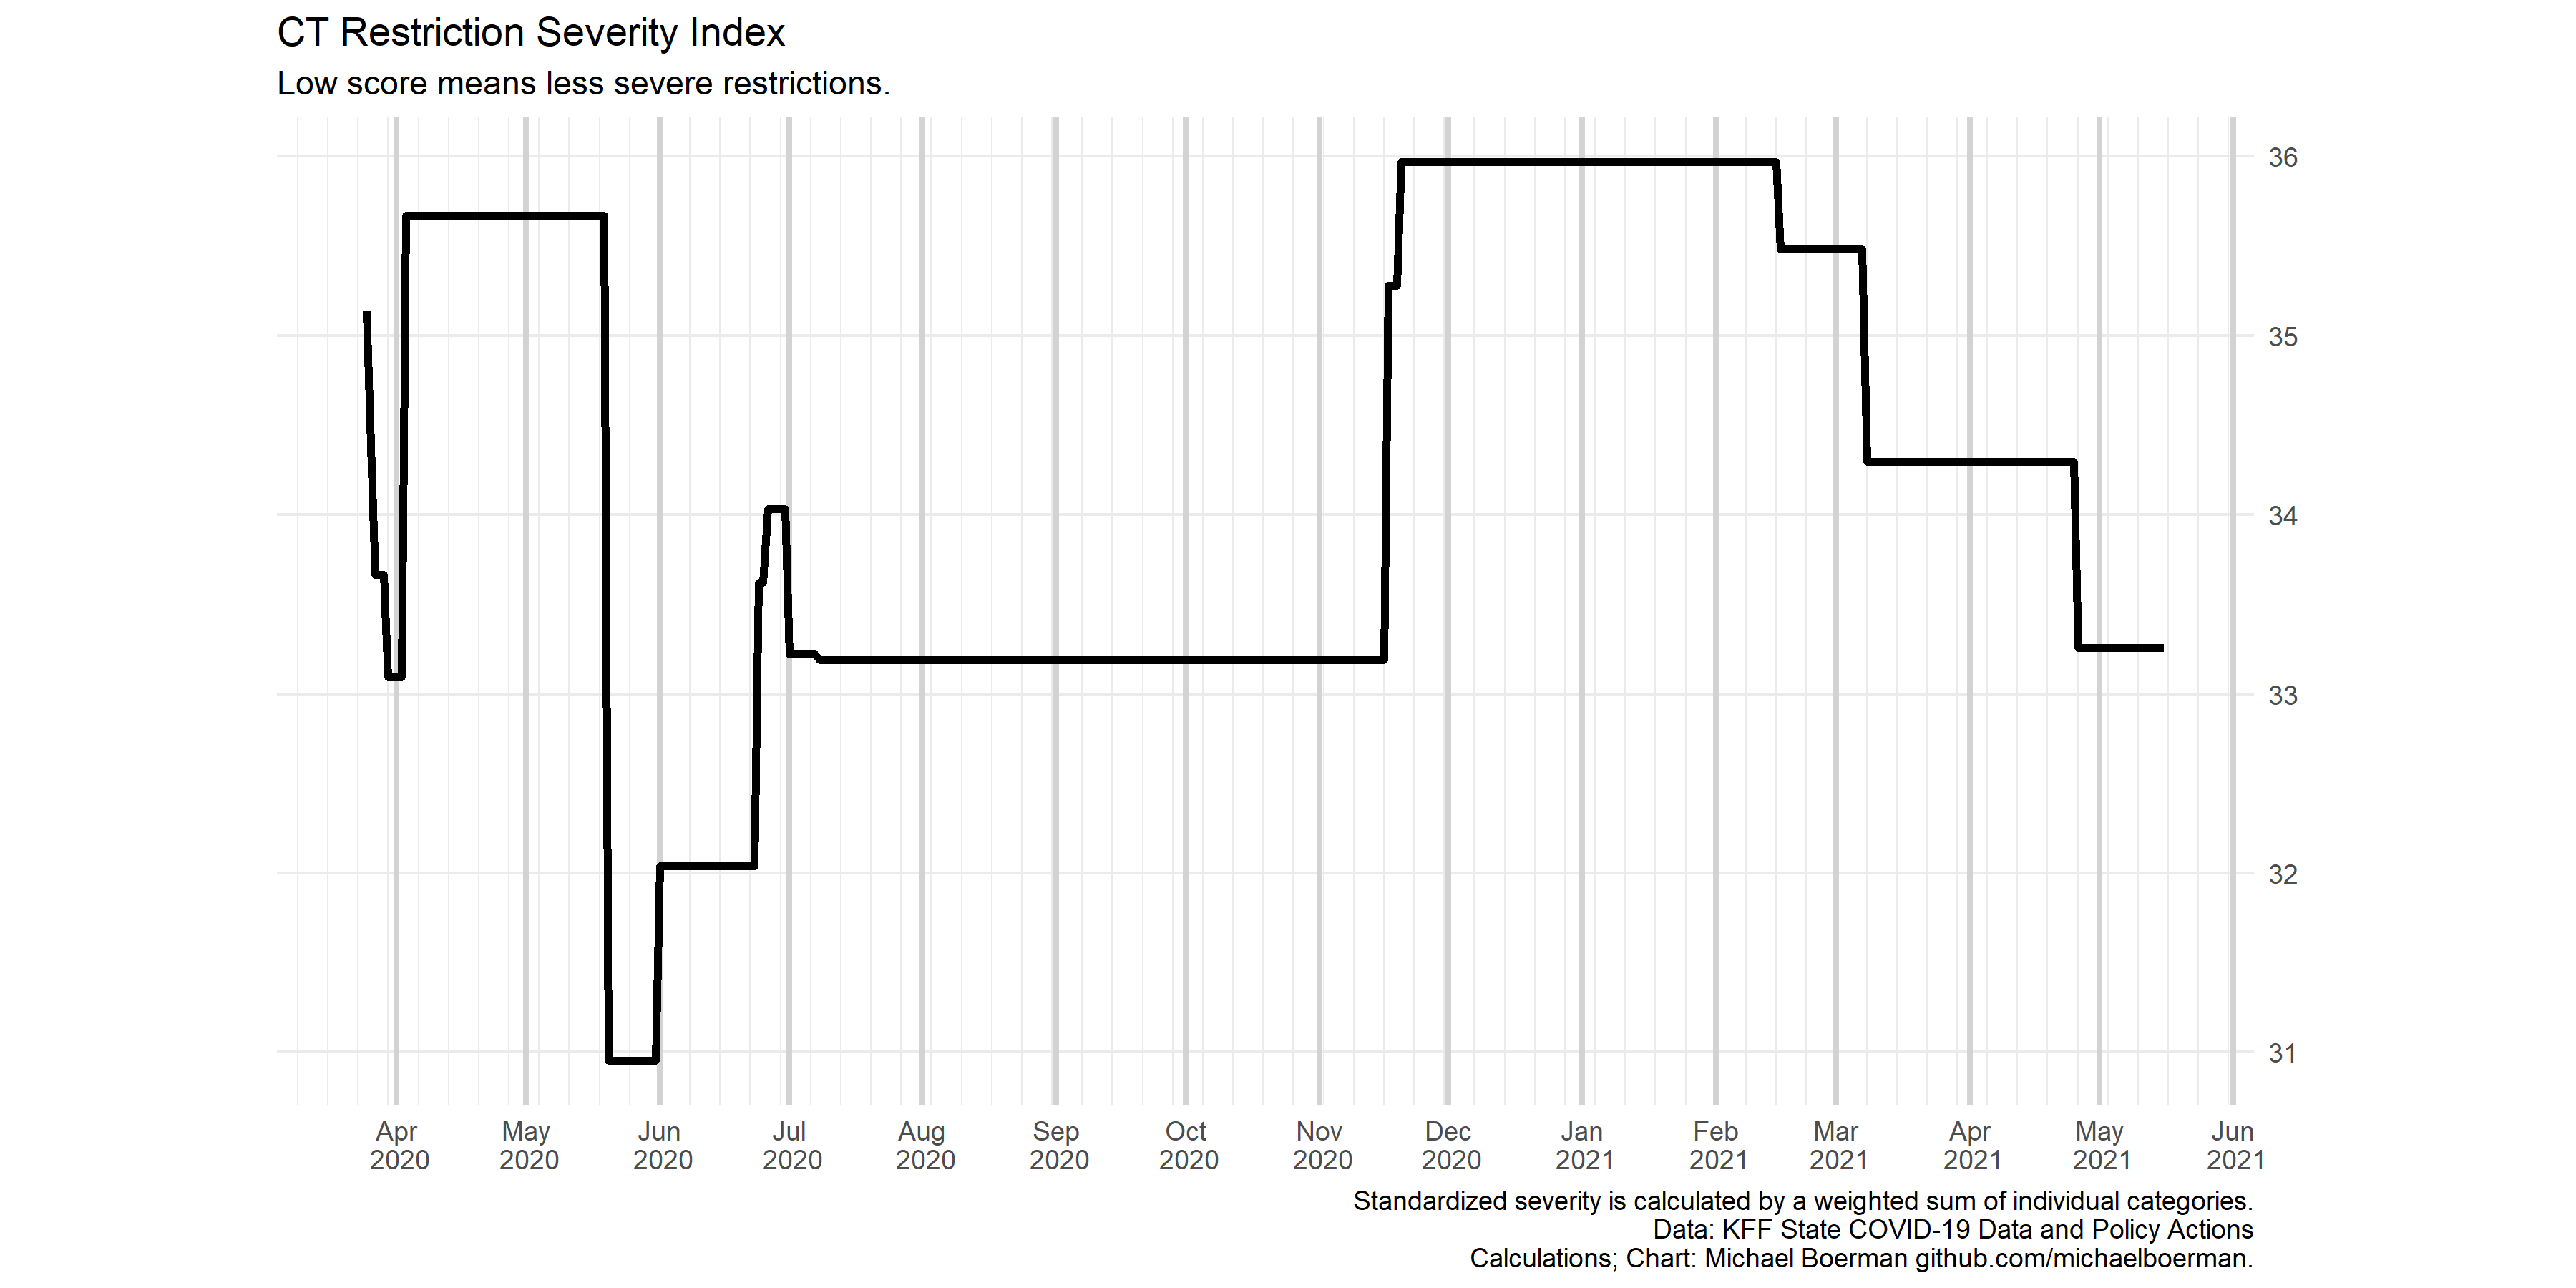 CT Restriction Severity Index
Low score means less severe restrictions.
36
35
34
33
32
31
Apr May Jun Jul Aug Sep Oct Nov Dec Jan Feb Mar Apr May Jun
2020 2020 2020 2020 2020 2020 2020 2020 2020 2021 2021 2021 2021 2021 2021
Standardized severity is calculated by a weighted sum of individual categories.
Data: KFF State COVID-19 Data and Policy Actions
Calculations; Chart: Michael Boerman github.com/michaelboerman.